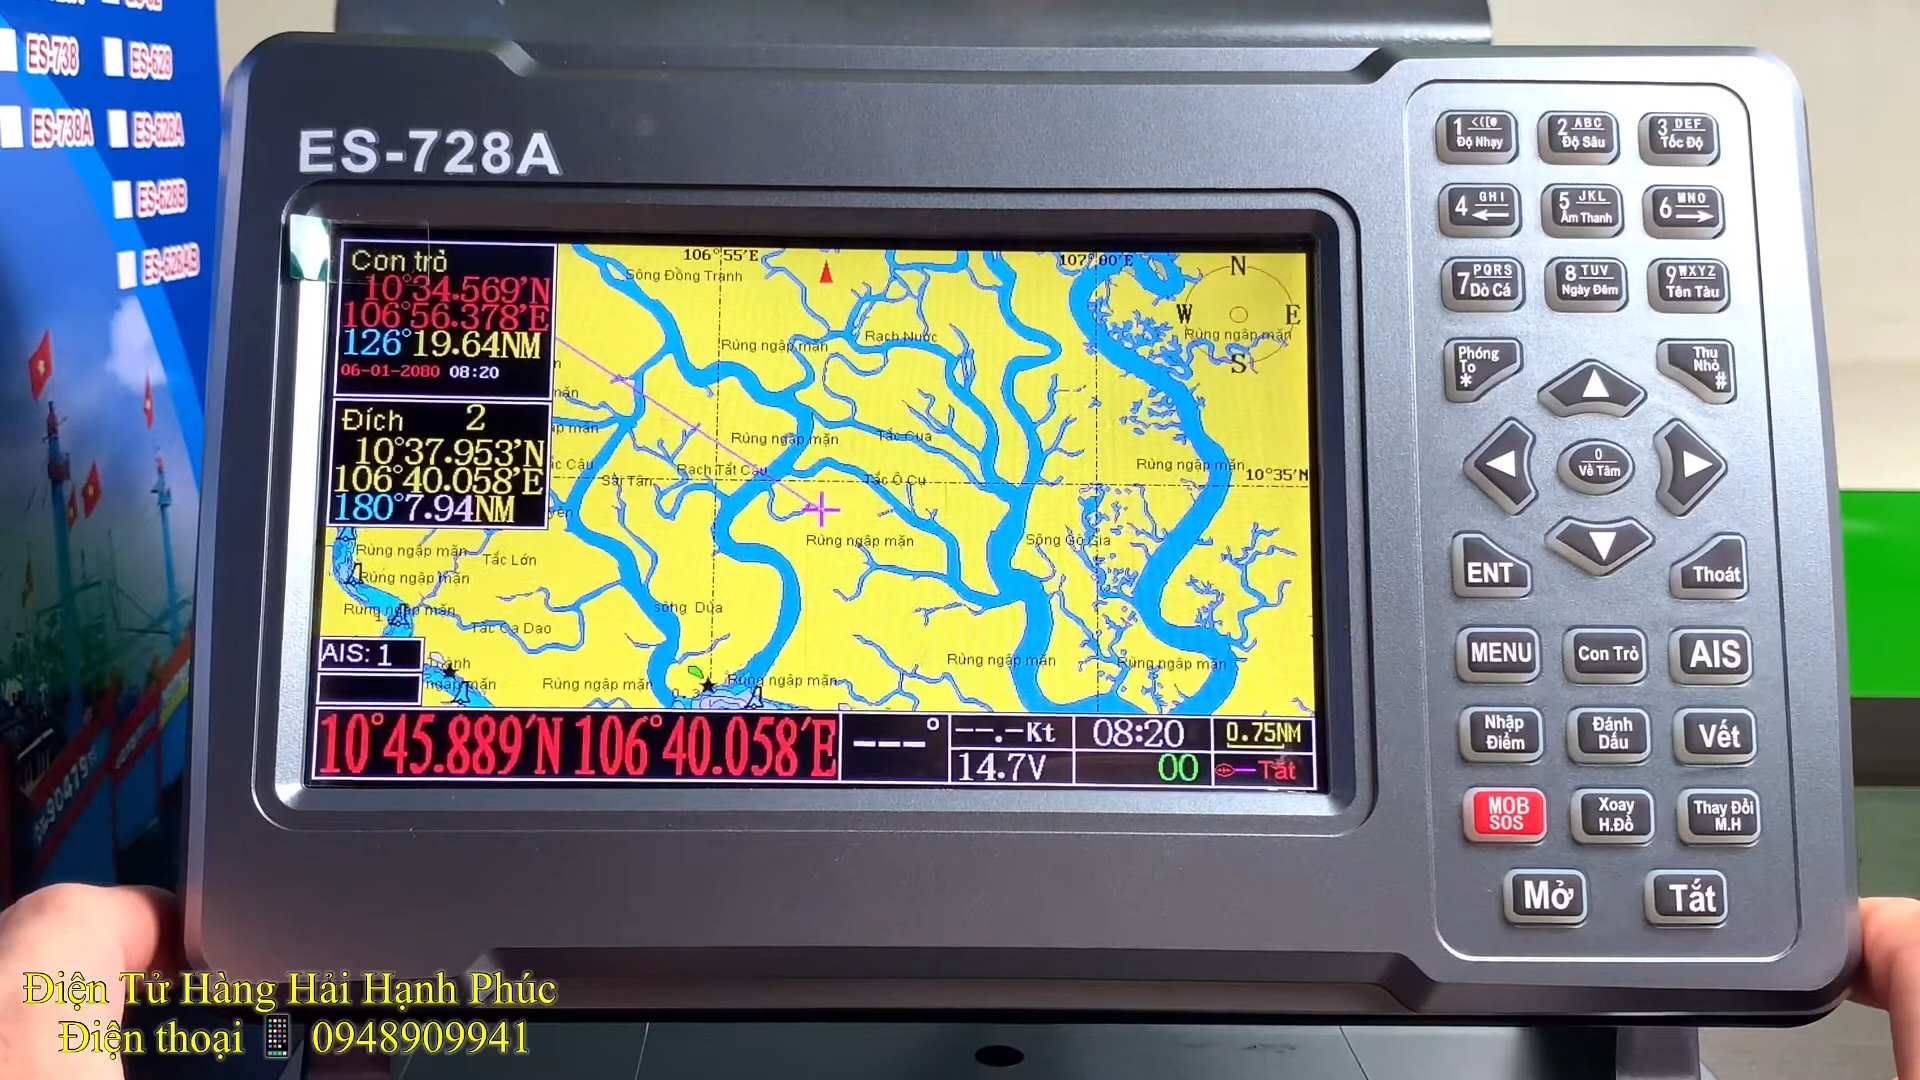 ES-738
ES-628
ES-738A
ES-628A
ES-628B
ES-628AB
ES-728A
Con trỏ
10°34.569'N
106°56.378'E
126°19.64NM
06-01-2080 08:20
Đích 2
10°37.953'N
106°40.058'E
180°7.94NM
106°55'E
107°00'E
Sông Đồng Tranh
N
W
E
S
Rừng ngập mặn
Rạch Nước
Rừng ngập mặn
Rừng ngập mặn
Tắc Cua
Rừng ngập mặn
10°35'N
Rạch Tắt Cậu
Tắc Ô Cu
Rừng ngập mặn
Sông Gò Gia
Rừng ngập mặn
Tắc Lớn
Rừng ngập mặn
Rừng ngập mặn
sông Dừa
Tắc Ca Dao
Rừng ngập mặn
Rừng ngập mặn
Rừng ngập mặn
Rừng ngập mặn
AIS: 1
10°45.889'N 106°40.058'E
---°
--.-Kt
08:20
0.75NM
14.7V
00
Tắt
1 <(([●
Độ Nhạy
2 ABC
Độ Sâu
3 DEF
Tốc Độ
4 GHI
5 JKL
Âm Thanh
6 MNO
7 PQRS
Dò Cá
8 TUV
Ngày Đêm
9 WXYZ
Tên Tàu
Phóng
To
*
Thu
Nhỏ
#
0
Về Tâm
ENT
Thoát
MENU
Con Trỏ
AIS
Nhập
Điểm
Đánh
Dấu
Vết
MOB
SOS
Xoay
H.Đồ
Thay Đổi
M.H
Mở
Tắt
Điện Tử Hàng Hải Hạnh Phúc
Điện thoại 📱 0948909941